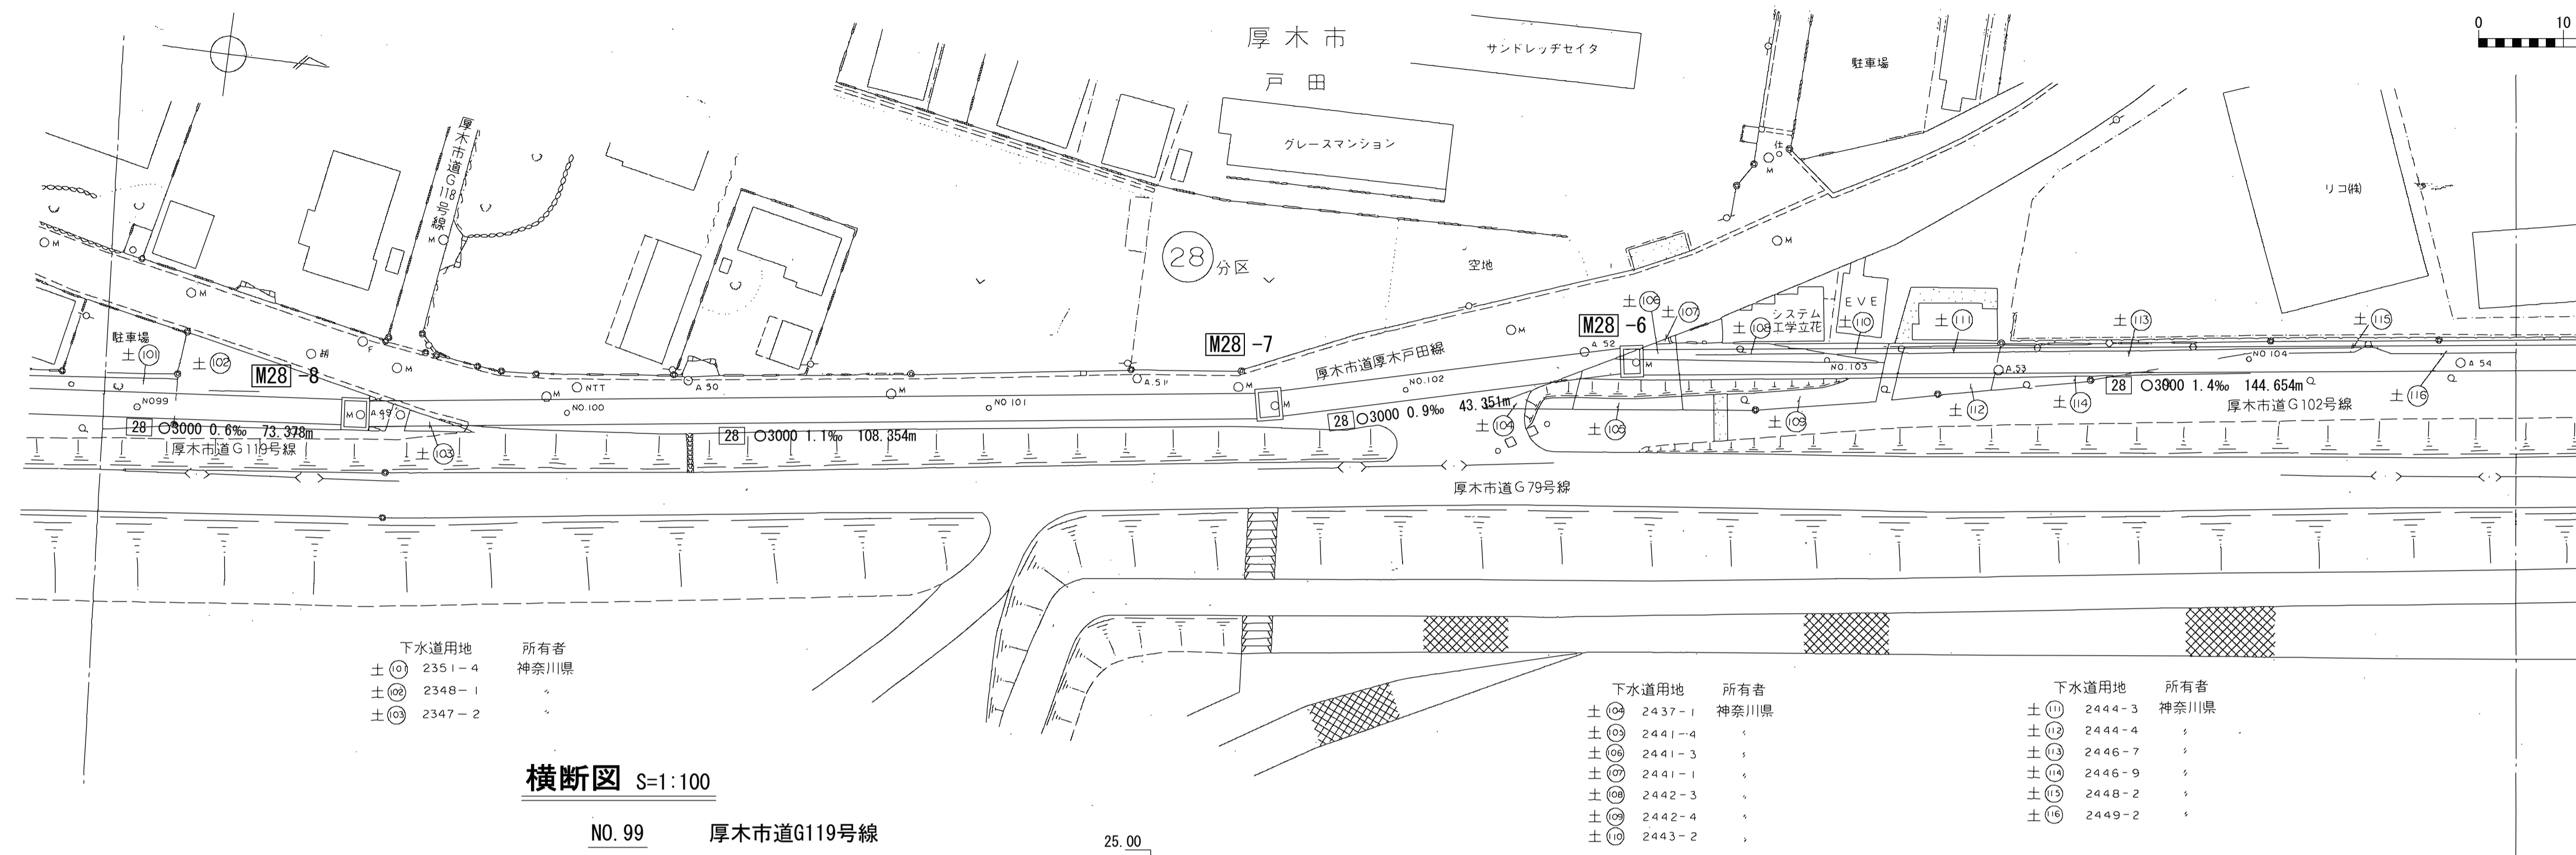 厚木市
戸田
サンドレッヂセイタ
グレースマンション
駐車場
0 10
リコ㈱
厚木市道G118号線
28 分区
空地
仕
M
M
M
M
M
F
M
M
NTT
M
M
M
M
M
M
駐車場
土 101
土 102
M28 -8
M28 -7
M28 -6
厚木市道厚木戸田線
土 106
土 107
土 108
システム
工学立花
EVE
土 110
土 111
土 113
土 115
NO99
A.49
NO.100
A.50
NO 101
A.51
NO.102
A 52
NO.103
A.53
NO 104
A 54
28 ○3000 0.6‰ 73.378m
厚木市道G119号線
土 103
28 ○3000 1.1‰ 108.354m
28 ○3000 0.9‰ 43.351m
土 104
土 105
土 109
土 112
土 114
28 ○3000 1.4‰ 144.654m
厚木市道G102号線
土 116
厚木市道G79号線
下水道用地 所有者
土 101 2351-4 神奈川県
土 102 2348-1 〃
土 103 2347-2 〃
下水道用地 所有者
土 104 2437-1 神奈川県
土 105 2441-4 〃
土 106 2441-3 〃
土 107 2441-1 〃
土 108 2442-3 〃
土 109 2442-4 〃
土 110 2443-2 〃
下水道用地 所有者
土 111 2444-3 神奈川県
土 112 2444-4 〃
土 113 2446-7 〃
土 114 2446-9 〃
土 115 2448-2 〃
土 116 2449-2 〃
横断図 S=1:100
NO.99 厚木市道G119号線
25.00